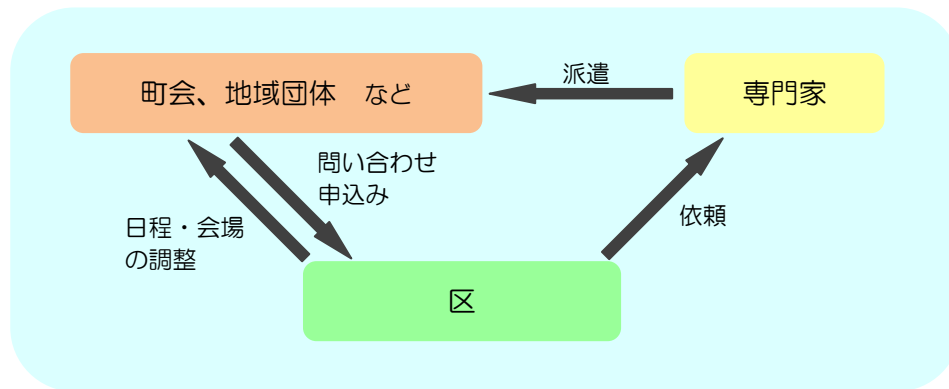 町会、地域団体　など
派遣
専門家
問い合わせ
申込み
日程・会場
の調整
依頼
区